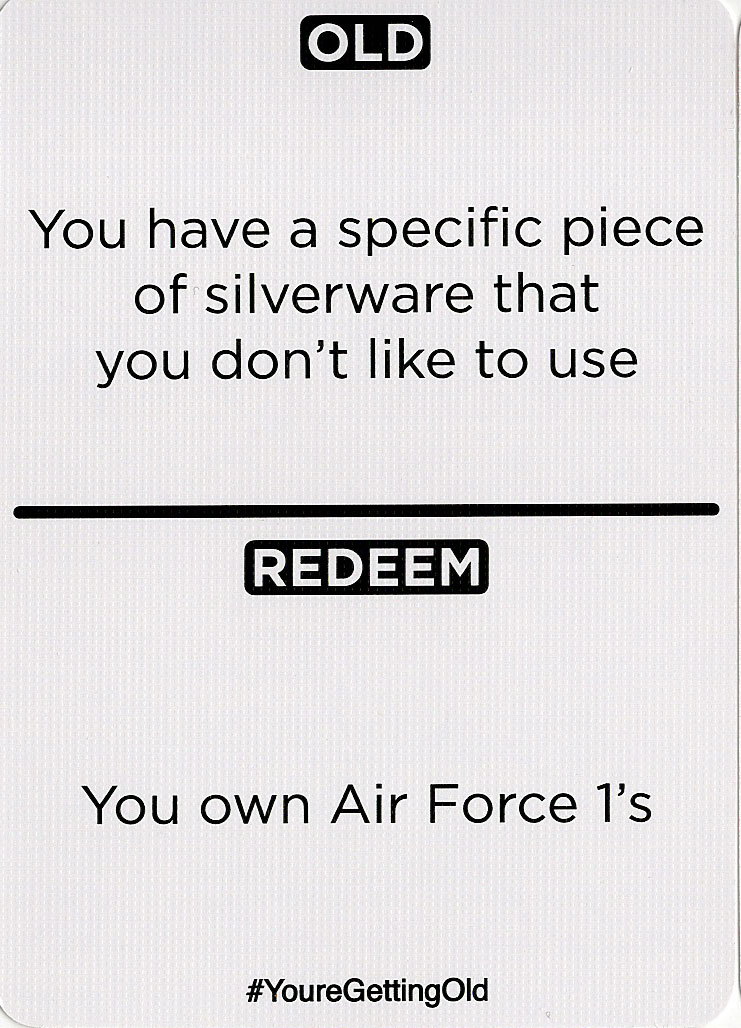 OLD
You have a specific piece
of silverware that
you don't like to use
REDEEM
You own Air Force 1's
#YoureGettingOld